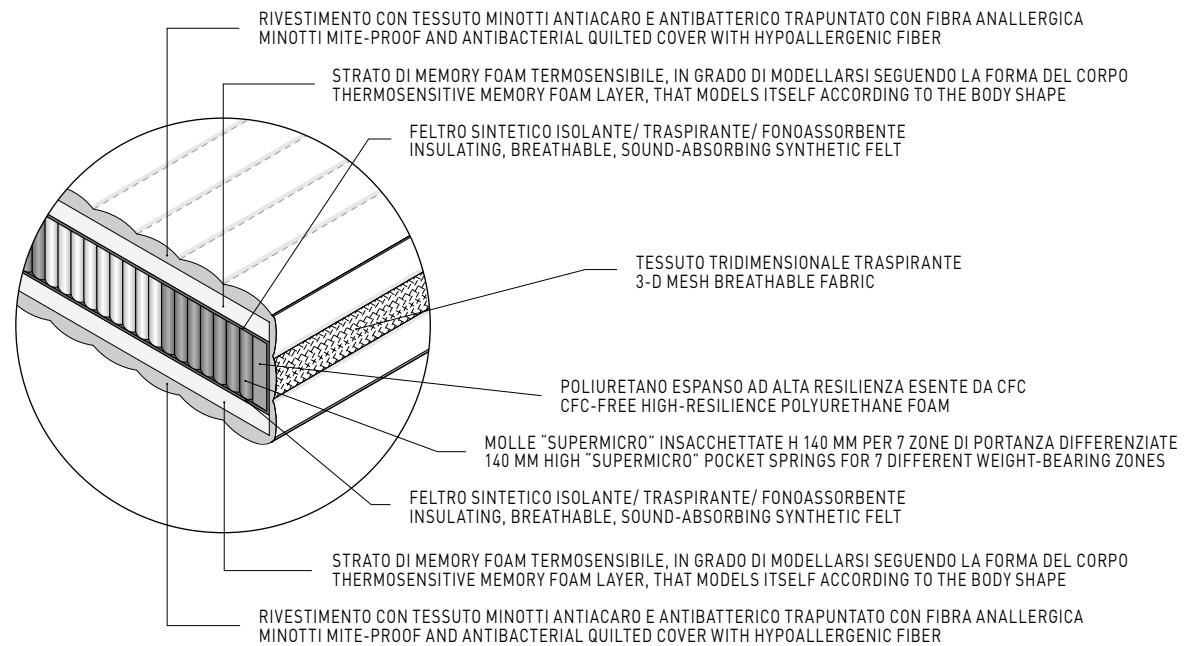 RIVESTIMENTO CON TESSUTO MINOTTI ANTIACARO E ANTIBATTERICO TRAPUNTATO CON FIBRA ANALLERGICA
MINOTTI MITE-PROOF AND ANTIBACTERIAL QUILTED COVER WITH HYPOALLERGENIC FIBER
STRATO DI MEMORY FOAM TERMOSENSIBILE, IN GRADO DI MODELLARSI SEGUENDO LA FORMA DEL CORPO
THERMOSENSITIVE MEMORY FOAM LAYER, THAT MODELS ITSELF ACCORDING TO THE BODY SHAPE
FELTRO SINTETICO ISOLANTE/ TRASPIRANTE/ FONOASSORBENTE
INSULATING, BREATHABLE, SOUND-ABSORBING SYNTHETIC FELT
TESSUTO TRIDIMENSIONALE TRASPIRANTE
3-D MESH BREATHABLE FABRIC
POLIURETANO ESPANSO AD ALTA RESILIENZA ESENTE DA CFC
CFC-FREE HIGH-RESILIENCE POLYURETHANE FOAM
MOLLE “SUPERMICRO” INSACCHETTATE H 140 MM PER 7 ZONE DI PORTANZA DIFFERENZIATE
140 MM HIGH “SUPERMICRO” POCKET SPRINGS FOR 7 DIFFERENT WEIGHT-BEARING ZONES
FELTRO SINTETICO ISOLANTE/ TRASPIRANTE/ FONOASSORBENTE
INSULATING, BREATHABLE, SOUND-ABSORBING SYNTHETIC FELT
STRATO DI MEMORY FOAM TERMOSENSIBILE, IN GRADO DI MODELLARSI SEGUENDO LA FORMA DEL CORPO
THERMOSENSITIVE MEMORY FOAM LAYER, THAT MODELS ITSELF ACCORDING TO THE BODY SHAPE
RIVESTIMENTO CON TESSUTO MINOTTI ANTIACARO E ANTIBATTERICO TRAPUNTATO CON FIBRA ANALLERGICA
MINOTTI MITE-PROOF AND ANTIBACTERIAL QUILTED COVER WITH HYPOALLERGENIC FIBER